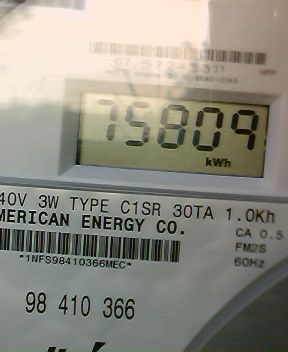 75809
kWh
40V 3W TYPE C1SR 30TA 1.0Kh
MERICAN ENERGY CO.
CA 0.5
FM2S
60Hz
*1NFS98410366MEC*
98 410 366